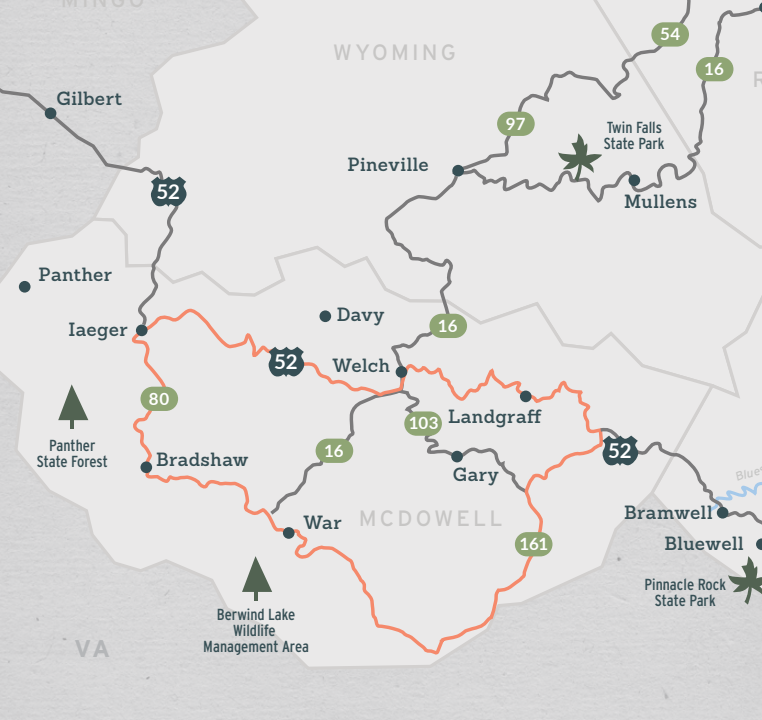 MINGO
WYOMING
54
16
Gilbert
97
Twin Falls
State Park
Pineville
52
Mullens
Panther
Davy
Iaeger
16
52
Welch
80
Landgraff
103
Panther
State Forest
16
52
Bradshaw
Gary
War
MCDOWELL
Bramwell
161
Bluewell
Pinnacle Rock
State Park
Berwind Lake
Wildlife
Management Area
VA